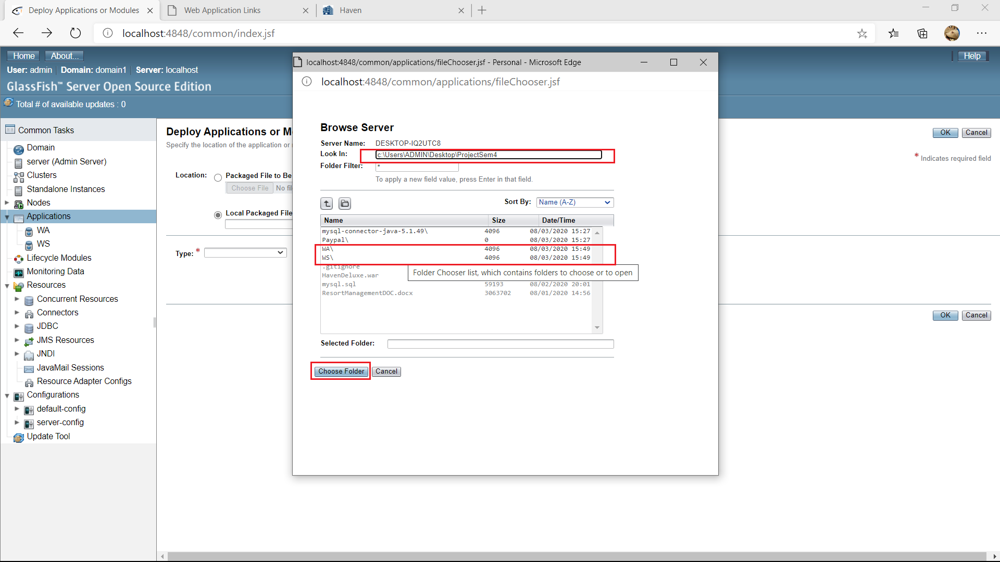 Deploy Applications or Modules
Web Application Links
Haven
localhost:4848/common/index.jsf
Home
About...
Help
User: admin
Domain: domain1
Server: localhost
GlassFish™ Server Open Source Edition
Total # of available updates : 0
Common Tasks
Domain
server (Admin Server)
Clusters
Standalone Instances
Nodes
Applications
WA
WS
Lifecycle Modules
Monitoring Data
Resources
Concurrent Resources
Connectors
JDBC
JMS Resources
JNDI
JavaMail Sessions
Resource Adapter Configs
Configurations
default-config
server-config
Update Tool
Deploy Applications or M
Specify the location of the application or
OK
Cancel
* Indicates required field
Location:
Packaged File to Be
Choose File
No fil
Local Packaged File
Type: *
OK
Cancel
localhost:4848/common/applications/fileChooser.jsf - Personal - Microsoft Edge
localhost:4848/common/applications/fileChooser.jsf
Browse Server
Server Name: DESKTOP-IQ2UTC8
Look In: c:\Users\ADMIN\Desktop\ProjectSem4
Folder Filter: *
To apply a new field value, press Enter in that field.
Sort By: Name (A-Z)
Name Size Date/Time
mysql-connector-java-5.1.49\ 4096 08/03/2020 15:27
Paypal\ 0 08/03/2020 15:27
WA\ 4096 08/03/2020 15:49
WS\ 4096 08/03/2020 15:49
.gitignore
HavenDeluxe.war
Folder Chooser list, which contains folders to choose or to open
mysql.sql 59193 08/02/2020 20:01
ResortManagementDOC.docx 3063702 08/01/2020 14:56
Selected Folder:
Choose Folder
Cancel